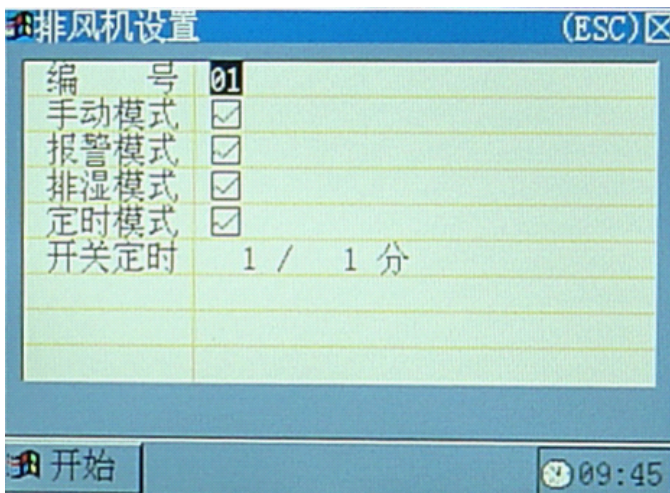 排风机设置 (ESC)
编 号 01
手动模式
报警模式
排湿模式
定时模式
开关定时 1 / 1 分
开始 09:45